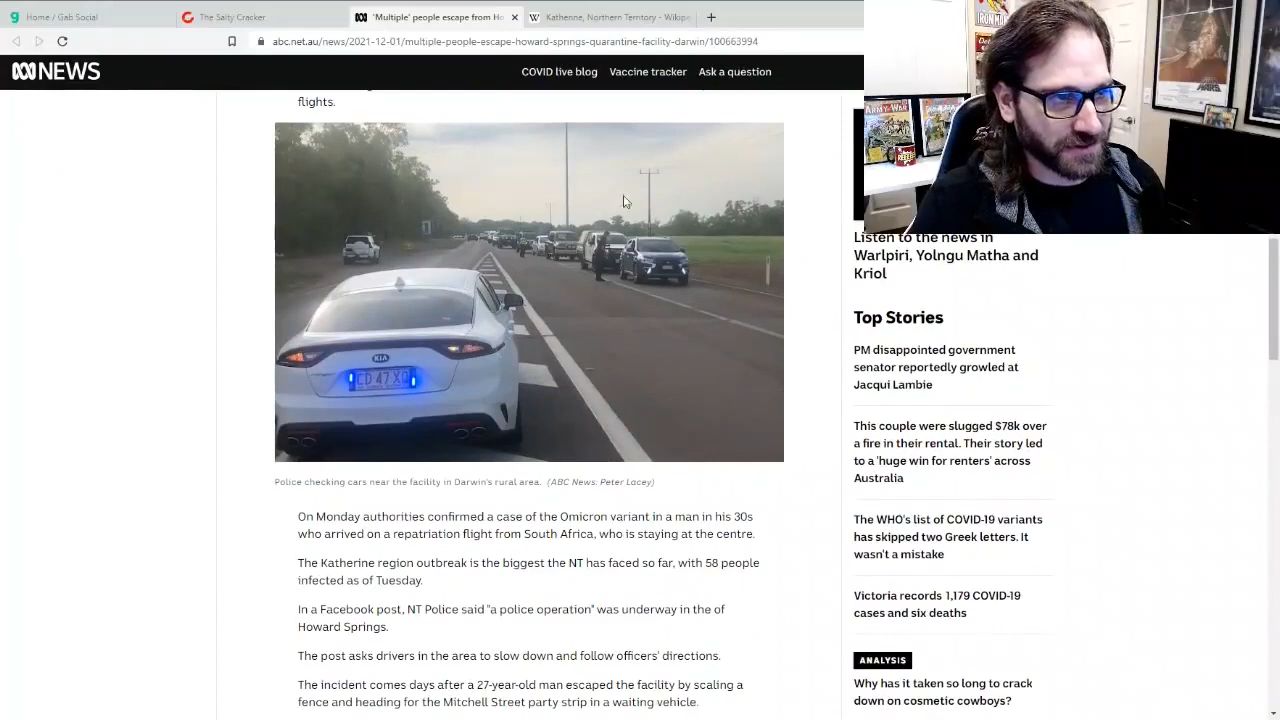 Home / Gab Social
The Salty Cracker
'Multiple' people escape from Ho
Katherine, Northern Territory - Wikipe
abc.net.au/news/2021-12-01/multiple-people-escape-howard-springs-quarantine-facility-darwin/100663994
NEWS
COVID live blog
Vaccine tracker
Ask a question
flights.
KIA
Police checking cars near the facility in Darwin's rural area. (ABC News: Peter Lacey)
On Monday authorities confirmed a case of the Omicron variant in a man in his 30s
who arrived on a repatriation flight from South Africa, who is staying at the centre.
The Katherine region outbreak is the biggest the NT has faced so far, with 58 people
infected as of Tuesday.
In a Facebook post, NT Police said "a police operation" was underway in the of
Howard Springs.
The post asks drivers in the area to slow down and follow officers' directions.
The incident comes days after a 27-year-old man escaped the facility by scaling a
fence and heading for the Mitchell Street party strip in a waiting vehicle.
IRON MAN
ARMY WAR
WARS
Listen to the news in
Warlpiri, Yolngu Matha and
Kriol
Top Stories
PM disappointed government
senator reportedly growled at
Jacqui Lambie
This couple were slugged $78k over
a fire in their rental. Their story led
to a 'huge win for renters' across
Australia
The WHO's list of COVID-19 variants
has skipped two Greek letters. It
wasn't a mistake
Victoria records 1,179 COVID-19
cases and six deaths
ANALYSIS
Why has it taken so long to crack
down on cosmetic cowboys?